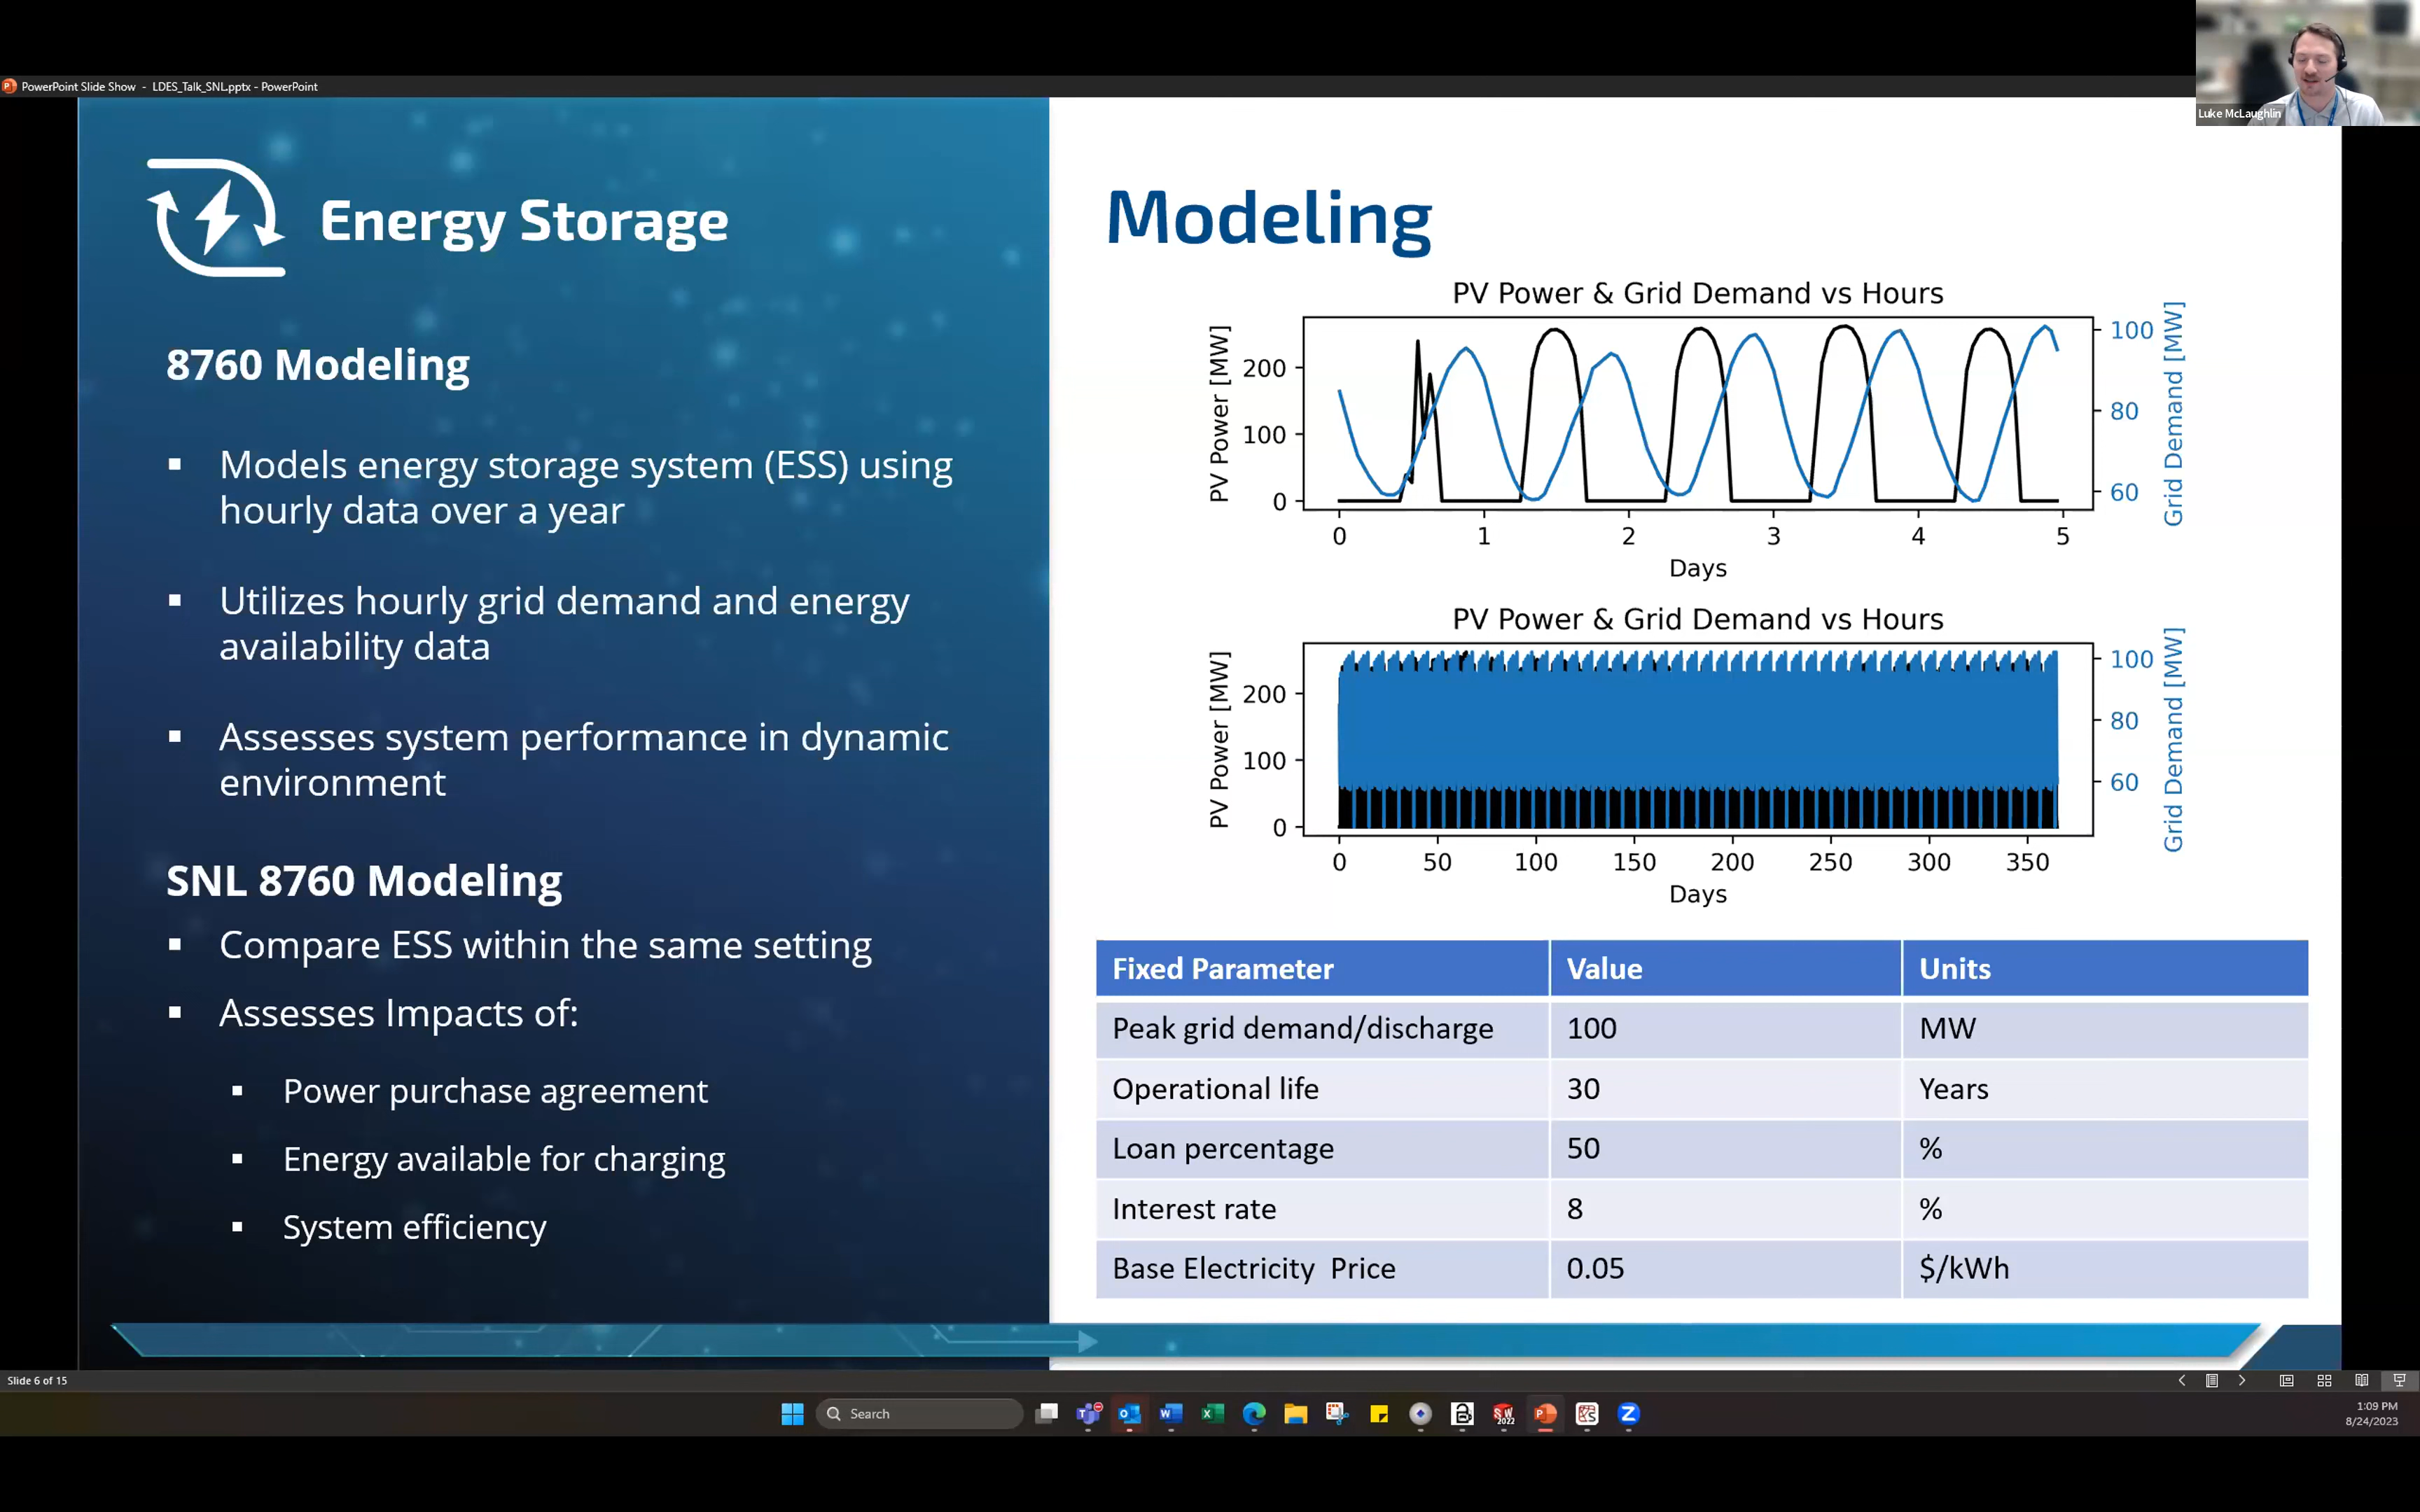 PowerPoint Slide Show - LDES_Talk_SNL.pptx - PowerPoint
Luke McLaughlin
Energy Storage
8760 Modeling
▪ Models energy storage system (ESS) using
hourly data over a year
▪ Utilizes hourly grid demand and energy
availability data
▪ Assesses system performance in dynamic
environment
SNL 8760 Modeling
▪ Compare ESS within the same setting
▪ Assesses Impacts of:
▪ Power purchase agreement
▪ Energy available for charging
▪ System efficiency
Modeling
PV Power & Grid Demand vs Hours
PV Power [MW]
200
100
0
100
80
60
Grid Demand [MW]
0 1 2 3 4 5
Days
PV Power & Grid Demand vs Hours
PV Power [MW]
200
100
0
100
80
60
Grid Demand [MW]
0 50 100 150 200 250 300 350
Days
Fixed Parameter Value Units
Peak grid demand/discharge 100 MW
Operational life 30 Years
Loan percentage 50 %
Interest rate 8 %
Base Electricity  Price 0.05 $/kWh
Slide 6 of 15
Search
SW
2022
1:09 PM
8/24/2023